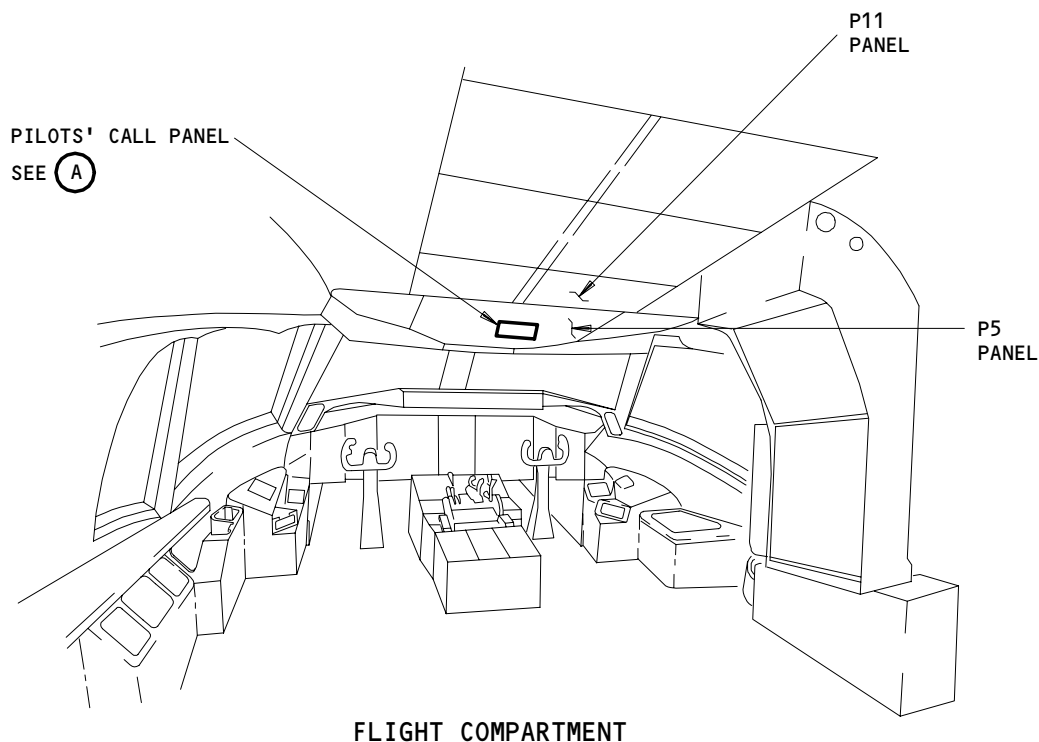 P11
PANEL
PILOTS' CALL PANEL
SEE A
P5
PANEL
FLIGHT COMPARTMENT